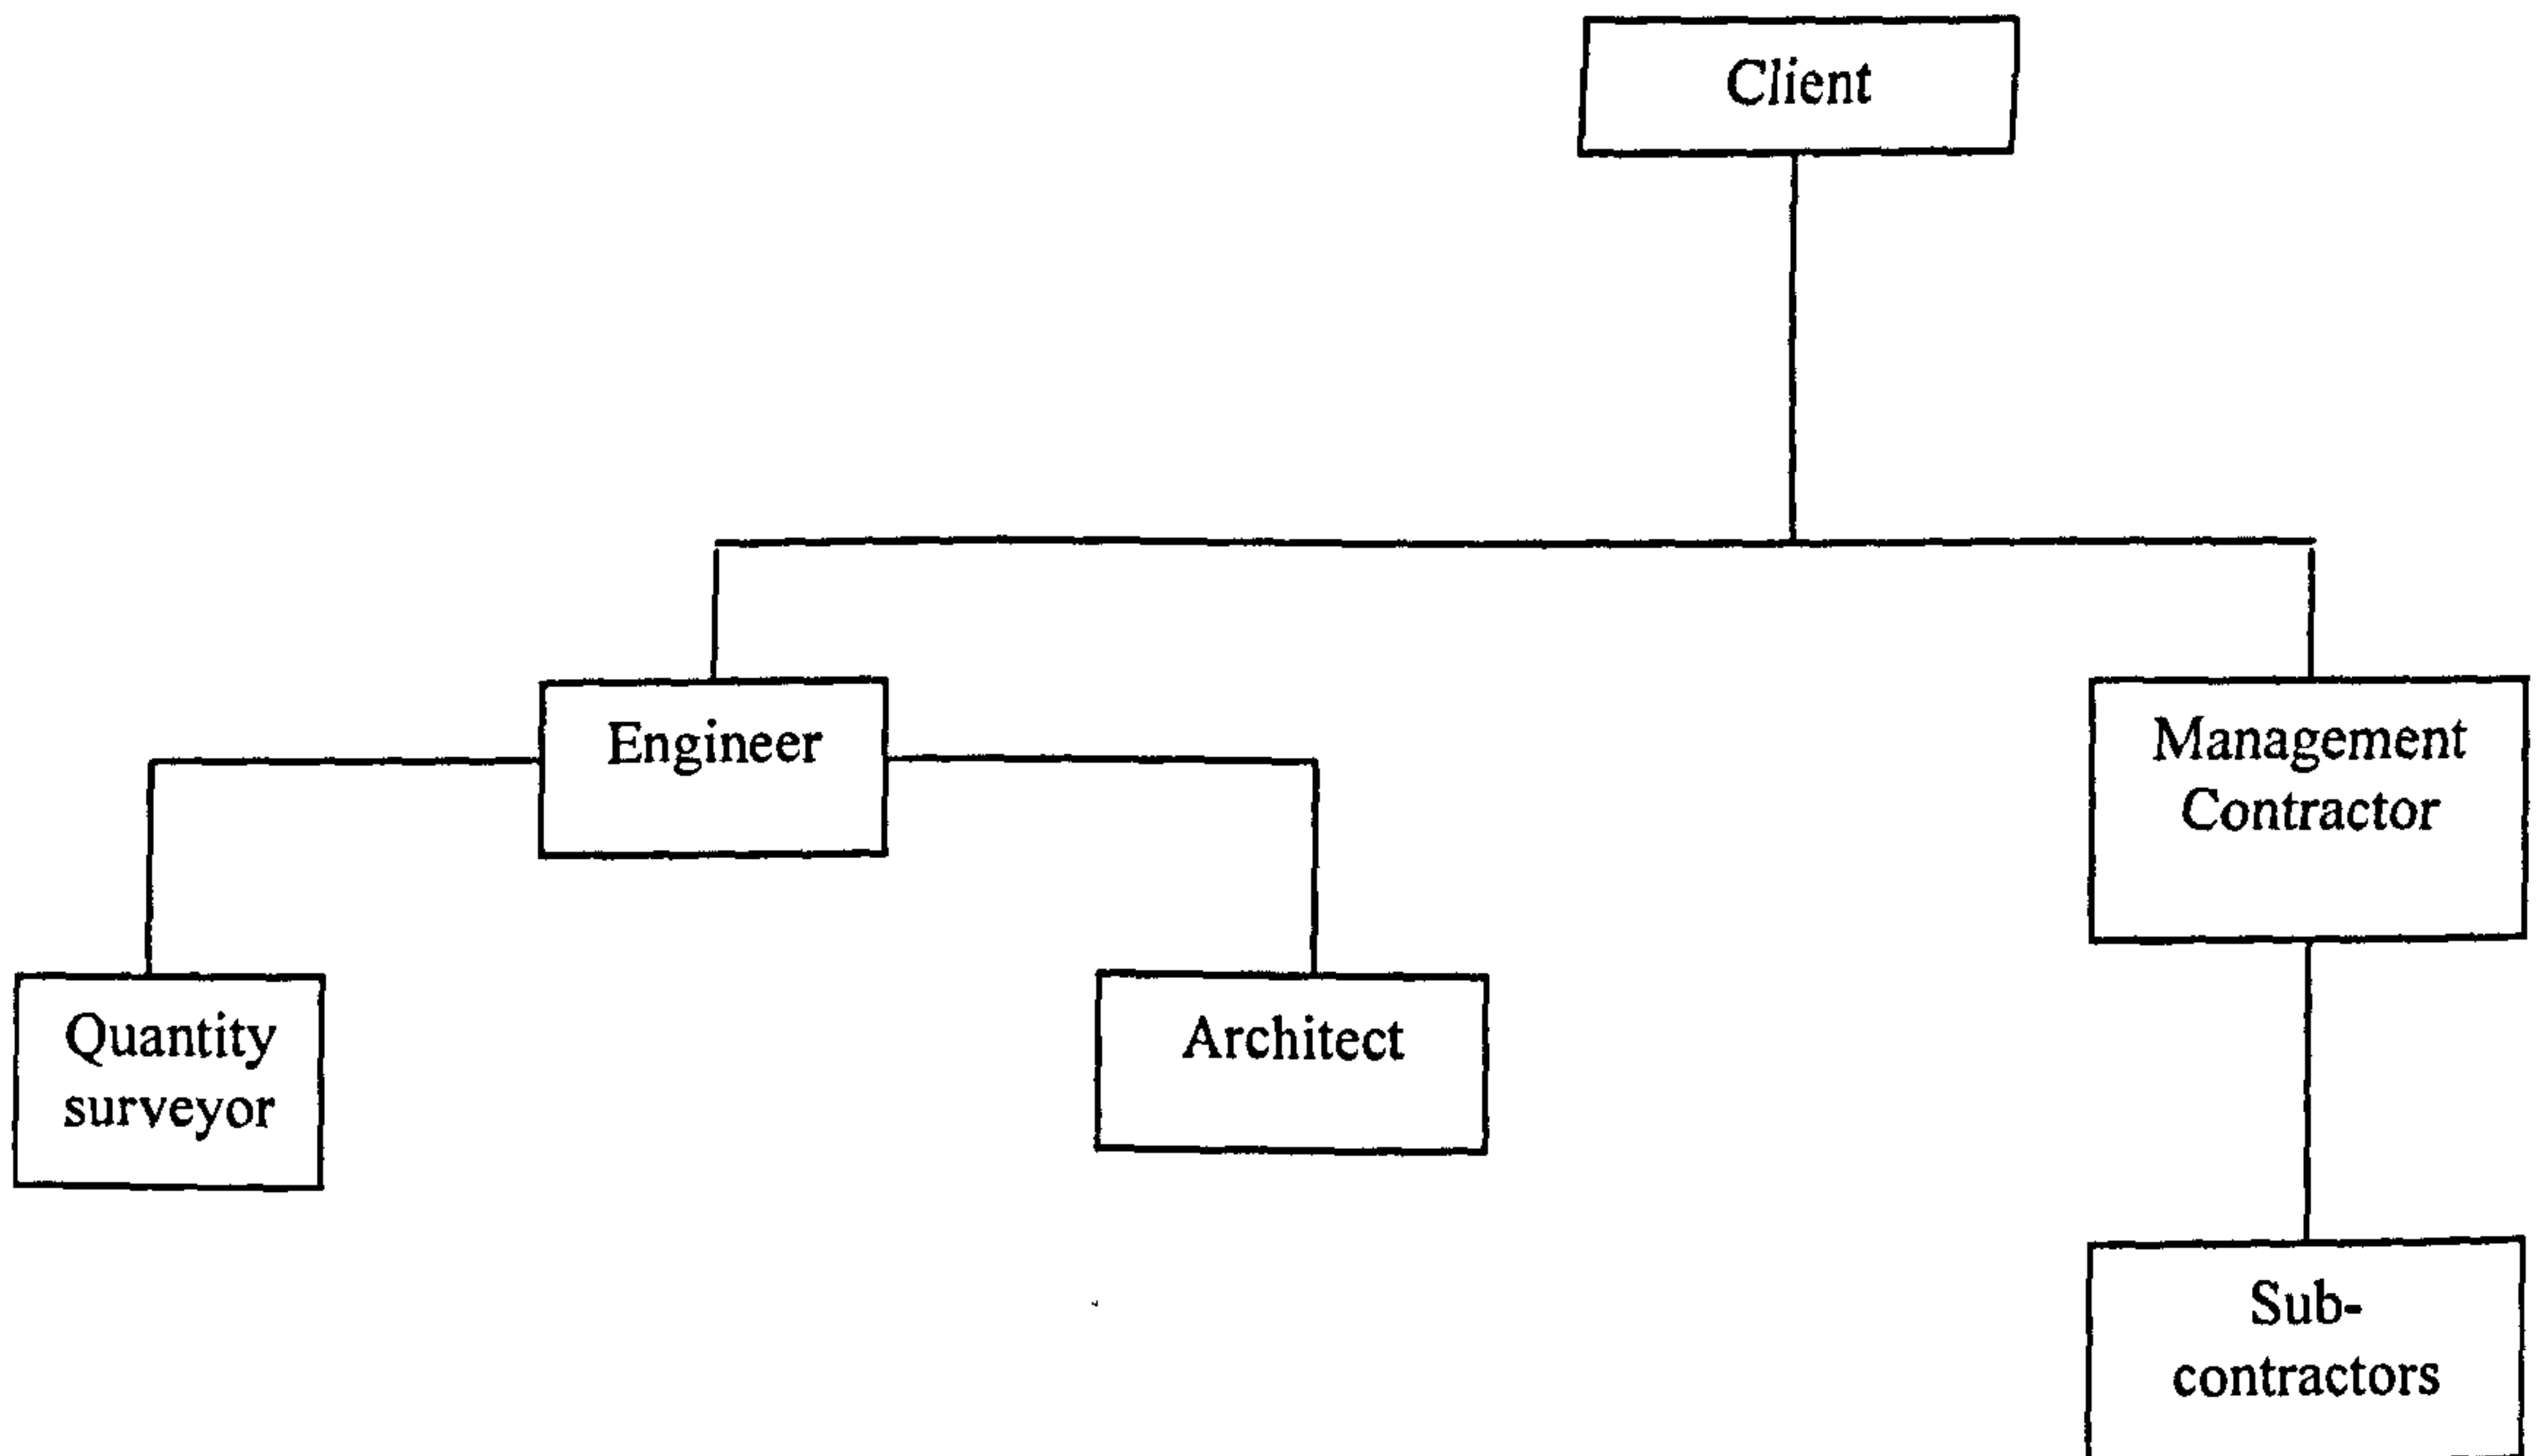 Client
Engineer
Management
Contractor
Quantity
surveyor
Architect
Sub-
contractors